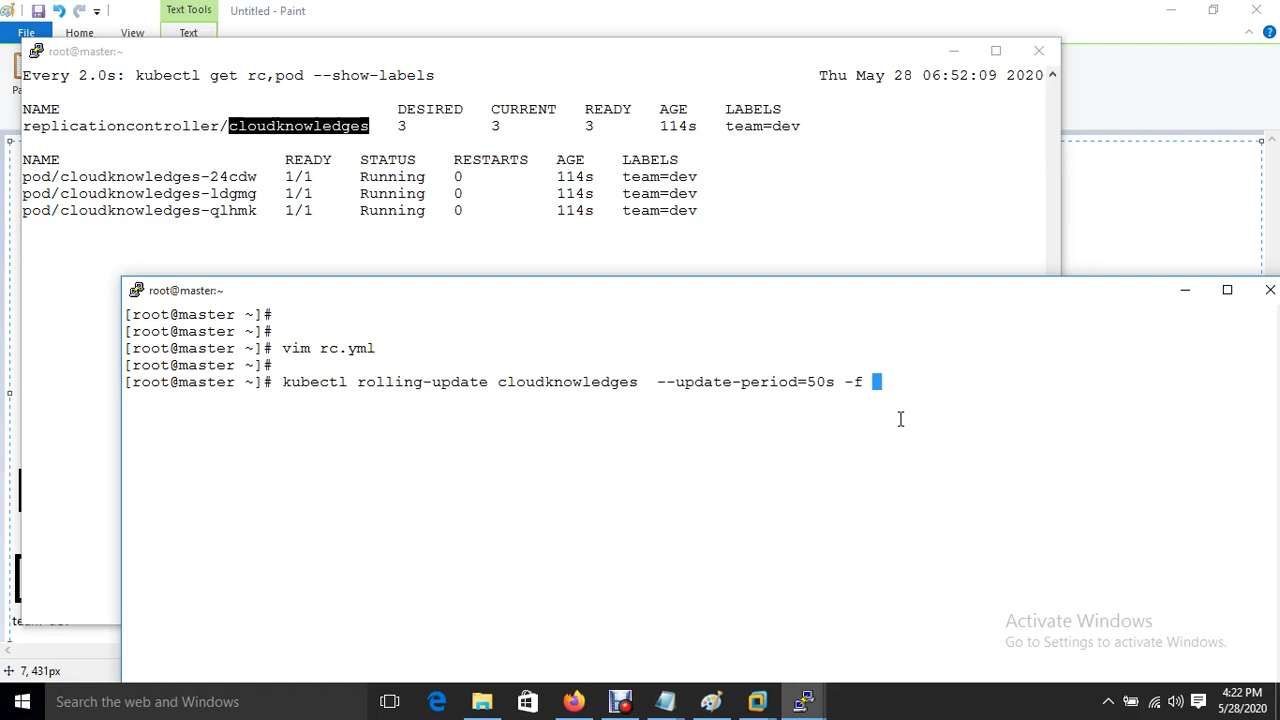 Text Tools
Untitled - Paint
File
Home
View
Text
root@master:~
Every 2.0s: kubectl get rc,pod --show-labels
Thu May 28 06:52:09 2020
NAME DESIRED CURRENT READY AGE LABELS
replicationcontroller/cloudknowledges 3 3 3 114s team=dev
NAME READY STATUS RESTARTS AGE LABELS
pod/cloudknowledges-24cdw 1/1 Running 0 114s team=dev
pod/cloudknowledges-ldgmg 1/1 Running 0 114s team=dev
pod/cloudknowledges-qlhmk 1/1 Running 0 114s team=dev
root@master:~
[root@master ~]#
[root@master ~]#
[root@master ~]# vim rc.yml
[root@master ~]#
[root@master ~]# kubectl rolling-update cloudknowledges --update-period=50s -f
Activate Windows
Go to Settings to activate Windows.
7, 431px
Search the web and Windows
4:22 PM
5/28/2020